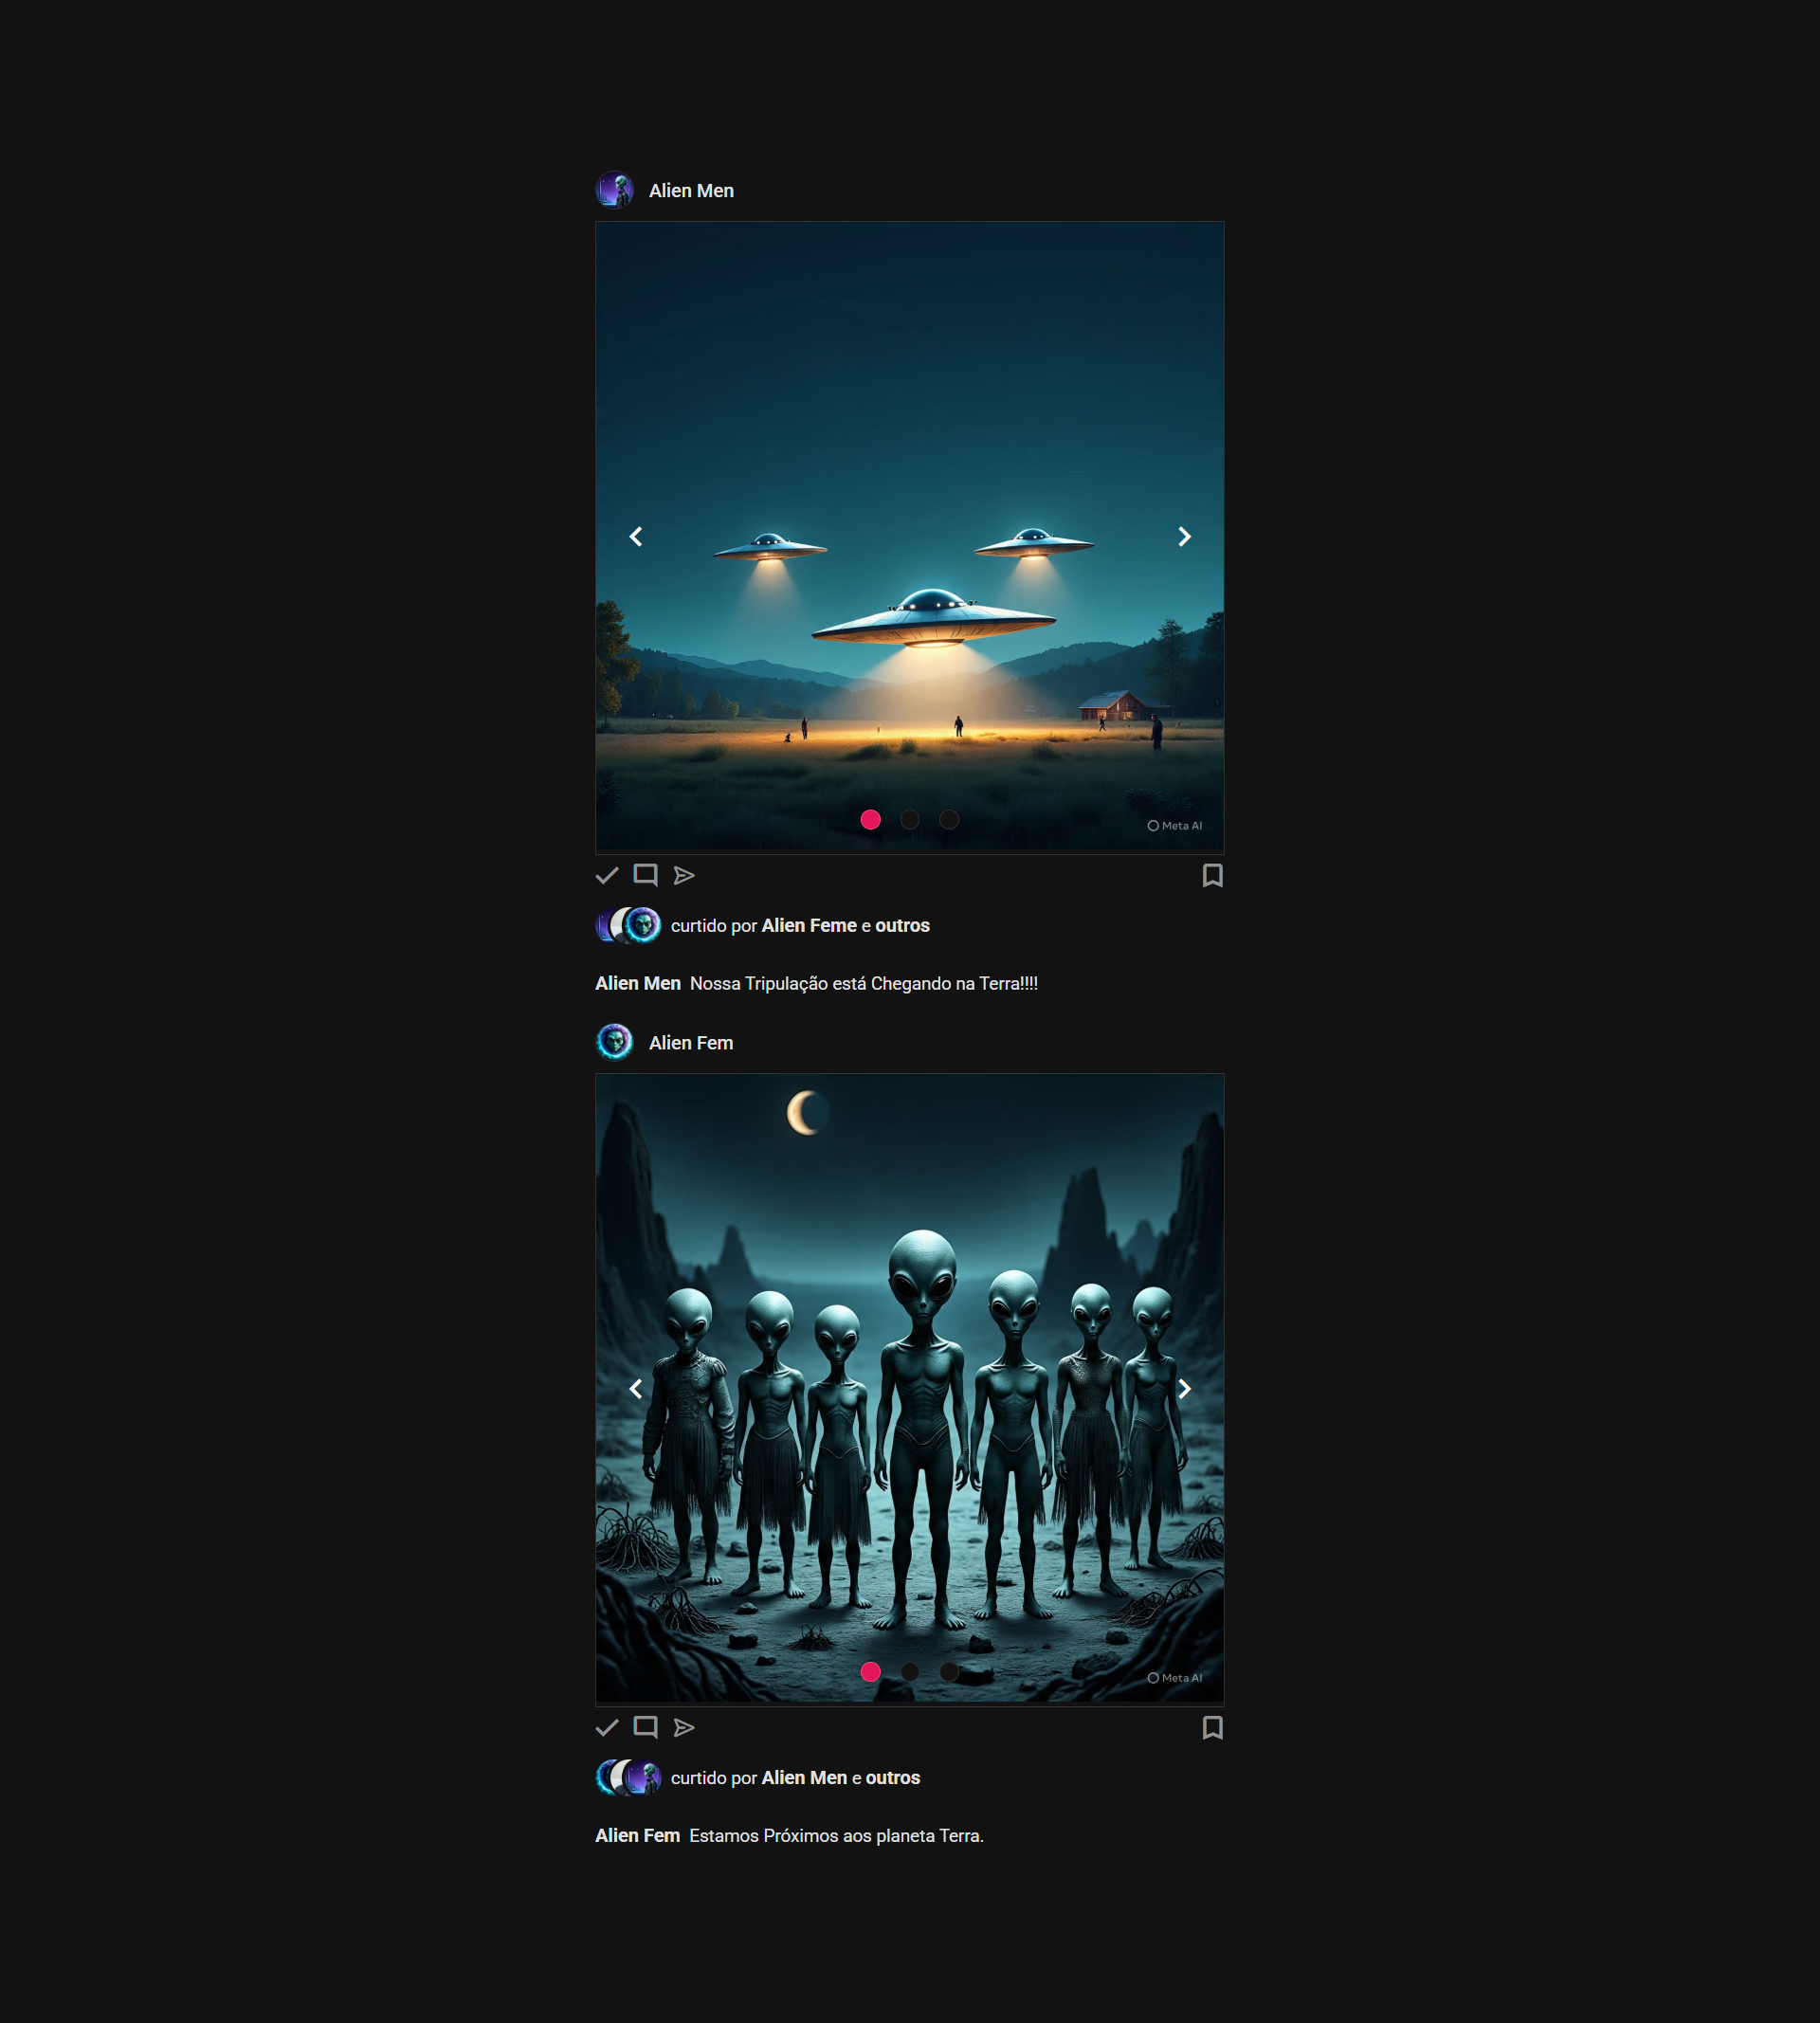 Alien Men
Meta AI
curtido por Alien Feme e outros
Alien Men Nossa Tripulação está Chegando na Terra!!!!
Alien Fem
Meta AI
curtido por Alien Men e outros
Alien Fem Estamos Próximos aos planeta Terra.